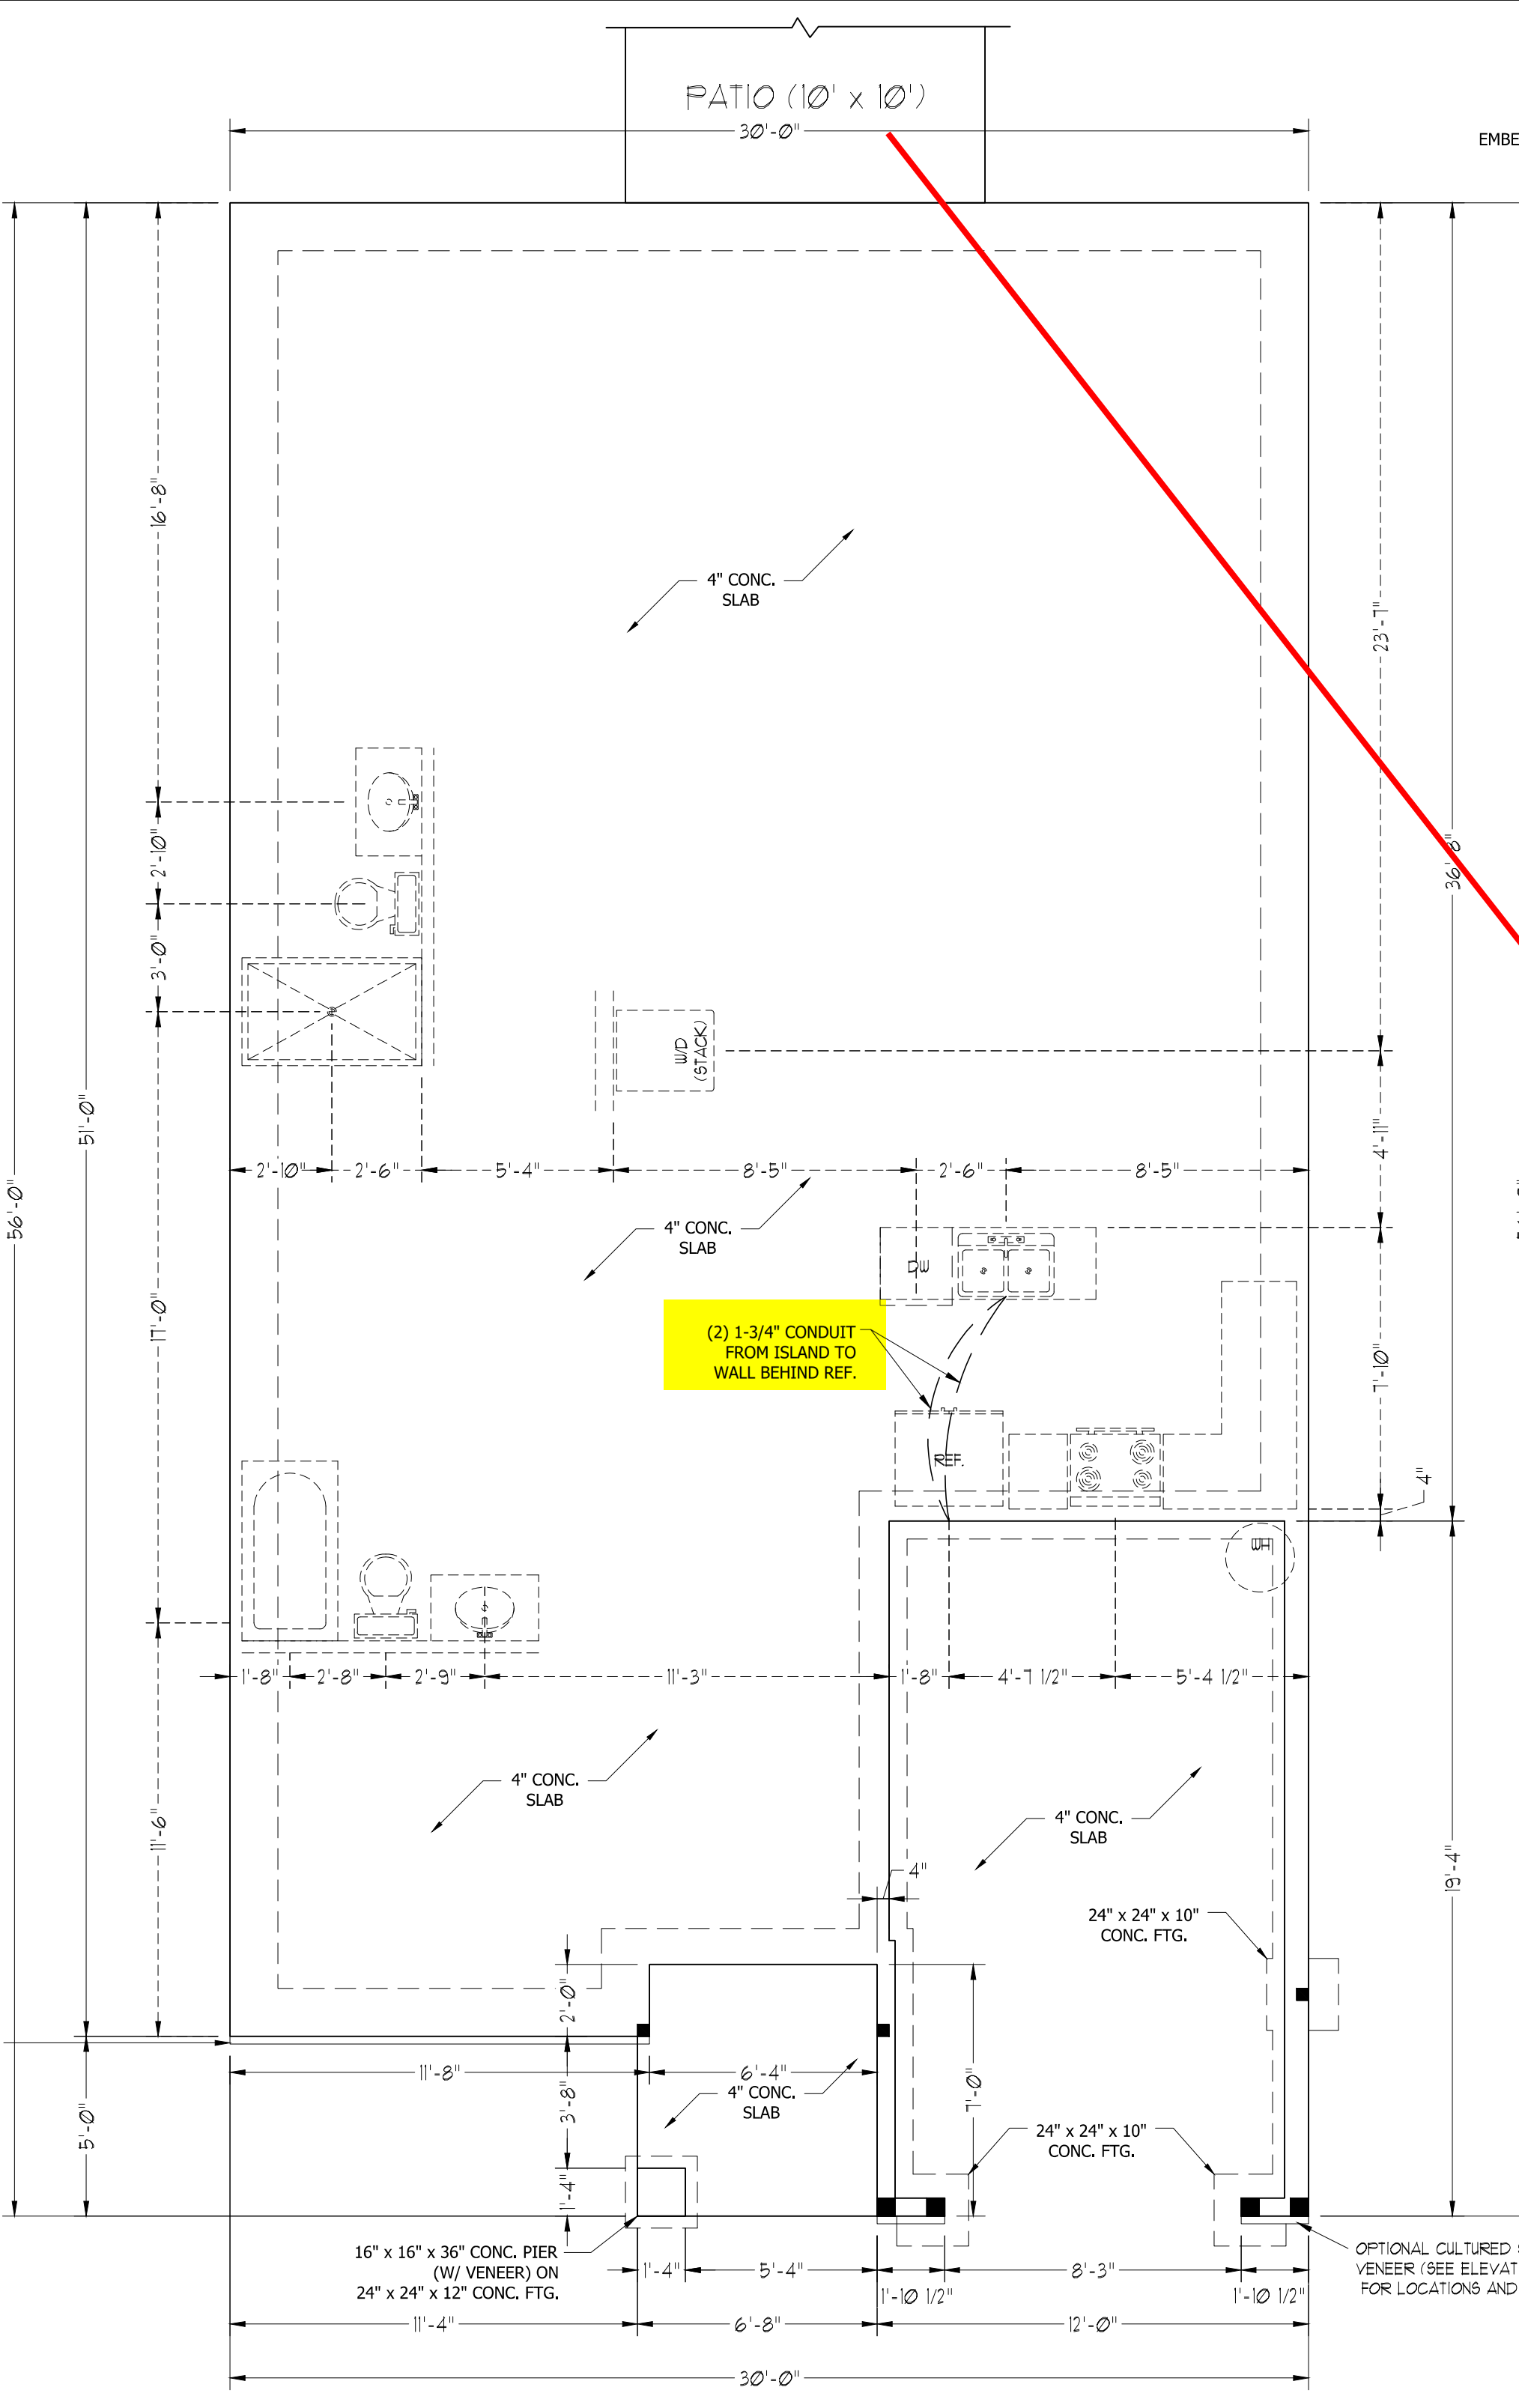 PATIO (10' x 10')
30'-0"
EMBE
16'-8"
4" CONC.
SLAB
23'-7"
2'-10"
36'-8"
3'-0"
W/D
(STACK)
51'-0"
4'-11"
2'-10"
2'-6"
5'-4"
8'-5"
2'-6"
8'-5"
56'-0"
4" CONC.
SLAB
DW
17'-0"
(2) 1-3/4" CONDUIT
FROM ISLAND TO
WALL BEHIND REF.
7'-10"
REF.
4"
WH
1'-8"
2'-8"
2'-9"
11'-3"
1'-8"
4'-7 1/2"
5'-4 1/2"
4" CONC.
SLAB
4" CONC.
SLAB
11'-6"
4"
19'-4"
24" x 24" x 10"
CONC. FTG.
2'-0"
11'-8"
6'-4"
3'-8"
4" CONC.
SLAB
7'-0"
5'-0"
24" x 24" x 10"
CONC. FTG.
1'-4"
16" x 16" x 36" CONC. PIER
(W/ VENEER) ON
24" x 24" x 12" CONC. FTG.
1'-4"
5'-4"
1'-10 1/2"
8'-3"
1'-10 1/2"
OPTIONAL CULTURED
VENEER (SEE ELEVAT
FOR LOCATIONS AND
11'-4"
6'-8"
12'-0"
30'-0"